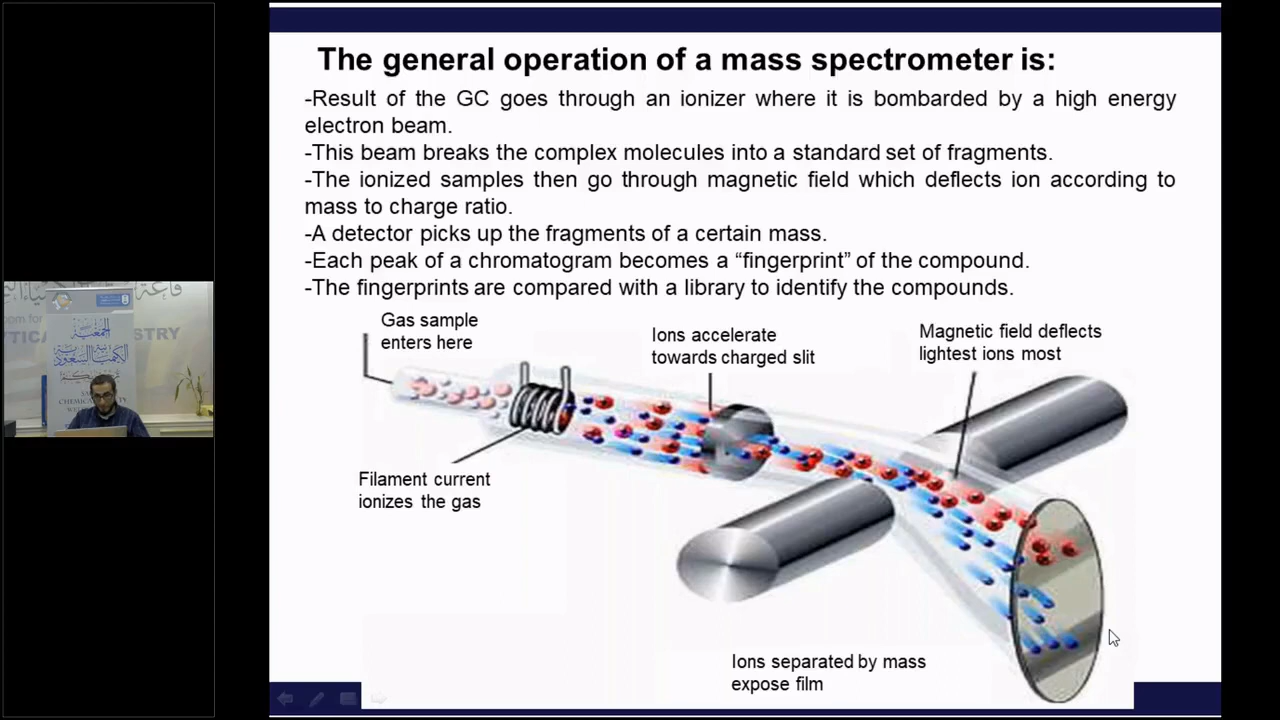 The general operation of a mass spectrometer is:
-Result of the GC goes through an ionizer where it is bombarded by a high energy
electron beam.
-This beam breaks the complex molecules into a standard set of fragments.
-The ionized samples then go through magnetic field which deflects ion according to
mass to charge ratio.
-A detector picks up the fragments of a certain mass.
-Each peak of a chromatogram becomes a “fingerprint” of the compound.
-The fingerprints are compared with a library to identify the compounds.
Gas sample
enters here
Ions accelerate
towards charged slit
Magnetic field deflects
lightest ions most
Filament current
ionizes the gas
Ions separated by mass
expose film
الجمعية
الكيميائية السعودية